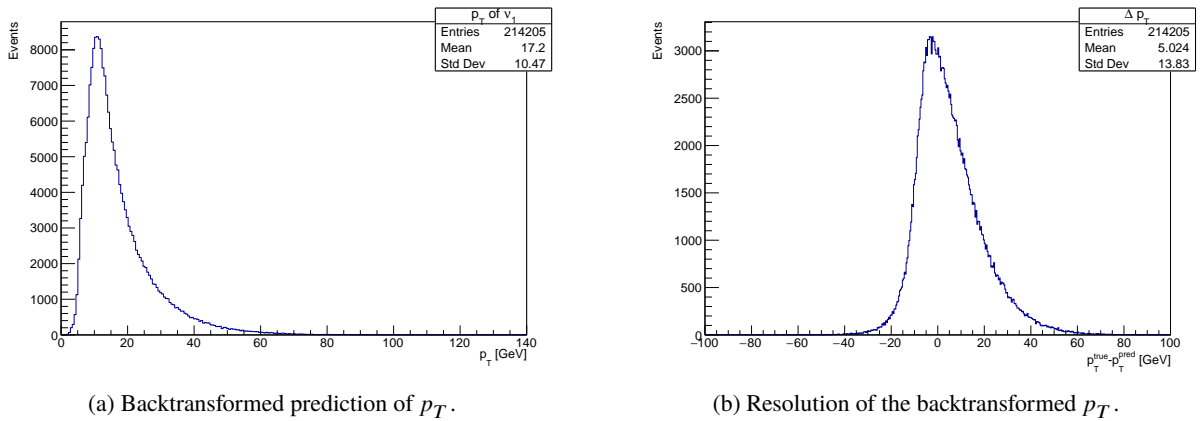 p_T of ν_1
Entries 214205
Mean 17.2
Std Dev 10.47
Events
8000
7000
6000
5000
4000
3000
2000
1000
0
0 20 40 60 80 100 120 140
p_T [GeV]
(a) Backtransformed prediction of p_T.
Δ p_T
Entries 214205
Mean 5.024
Std Dev 13.83
Events
3000
2500
2000
1500
1000
500
0
−100 −80 −60 −40 −20 0 20 40 60 80 100
p_T^true-p_T^pred [GeV]
(b) Resolution of the backtransformed p_T.